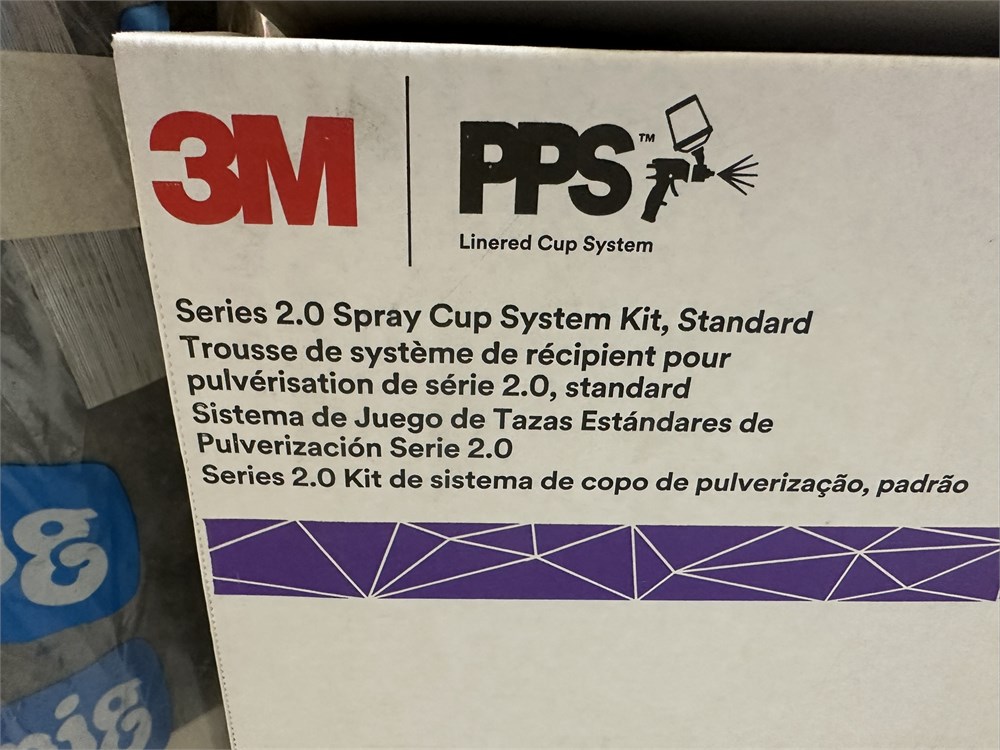 3M
PPS™
Linered Cup System
Series 2.0 Spray Cup System Kit, Standard
Trousse de système de récipient pour
pulvérisation de série 2.0, standard
Sistema de Juego de Tazas Estándares de
Pulverización Serie 2.0
Series 2.0 Kit de sistema de copo de pulverização, padrão
ig
pig